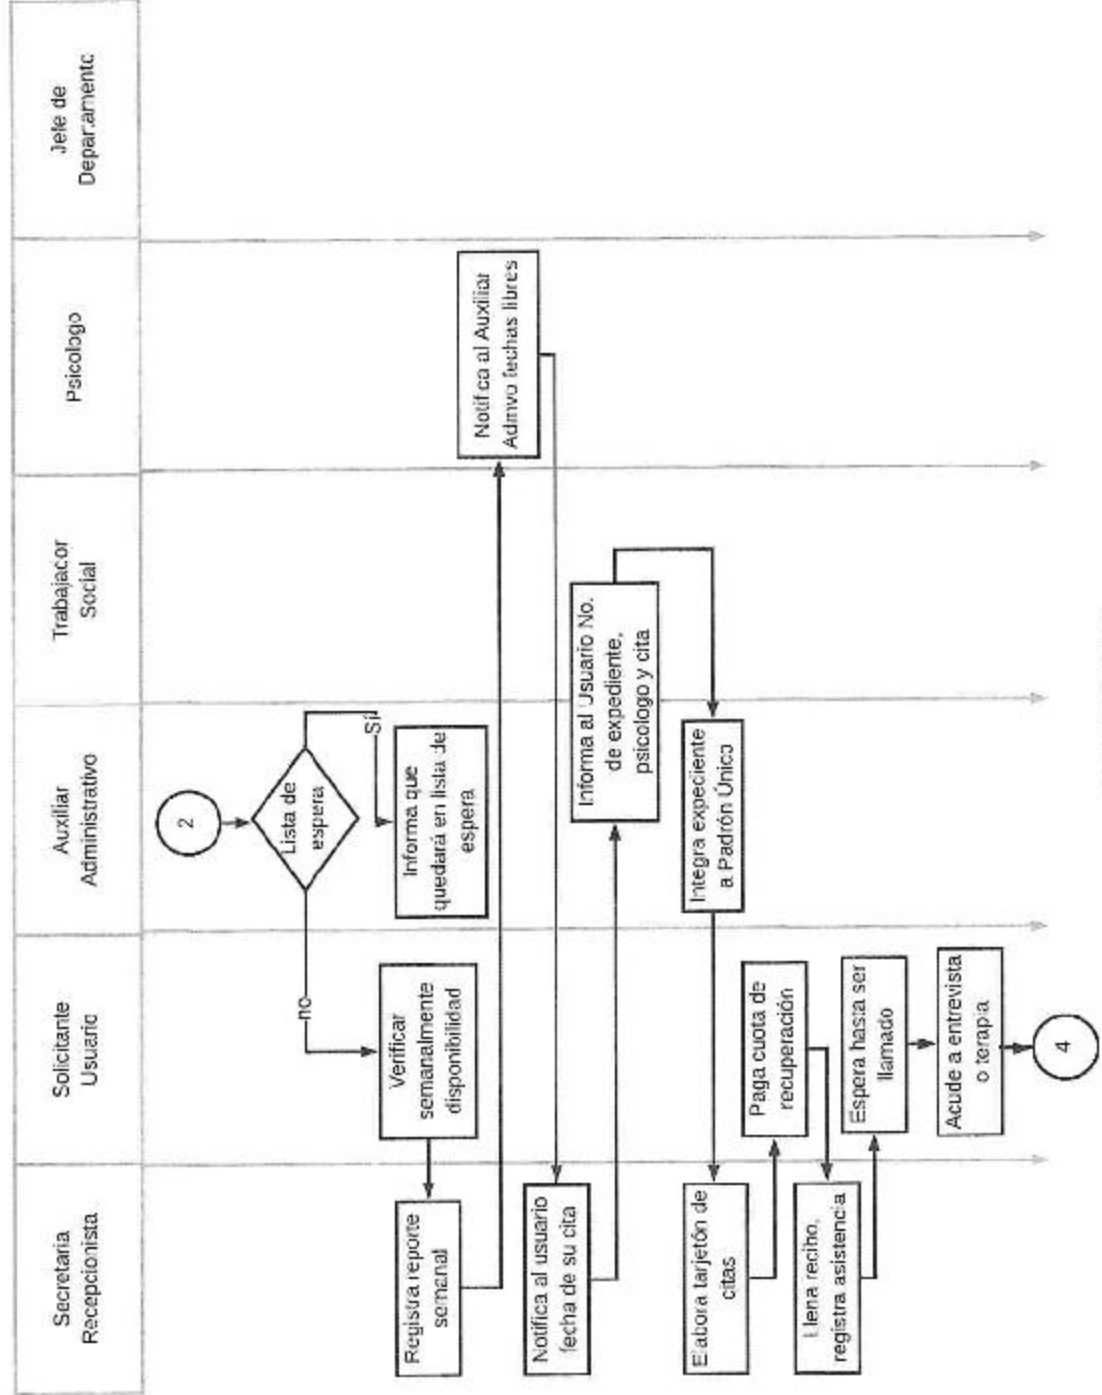 Secretaria
Recepcionista
Solicitante
Usuario
Auxiliar
Administrativo
Trabajacor
Social
Psicologo
Jefe de
Departamento
2
Lista de
espera
no
Sí
Informa que
quedará en lista de
espera
Verificar
semanalmente
disponibilidad
Registra reporte
semanal
Notifica al Auxiliar
Admvo fechas libres
Notifica al usuario
fecha de su cita
Informa al Usuario No.
de expediente,
psicologo y cita
Integra expeciente
a Padrón Único
Elabora tarjetón de
citas
Paga cuota de
recuperación
Llena recibo,
registra asistencia
Espera hasta ser
llamado
Acude a entrevista
o terapia
4